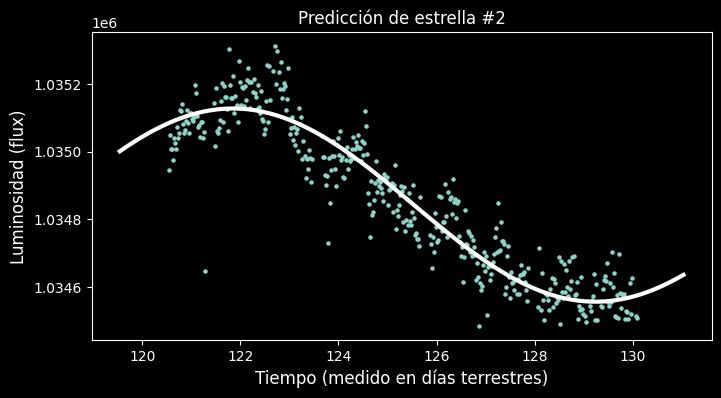 Predicción de estrella #2
1e6
1.0352
1.0350
1.0348
1.0346
Luminosidad (flux)
120 122 124 126 128 130
Tiempo (medido en días terrestres)